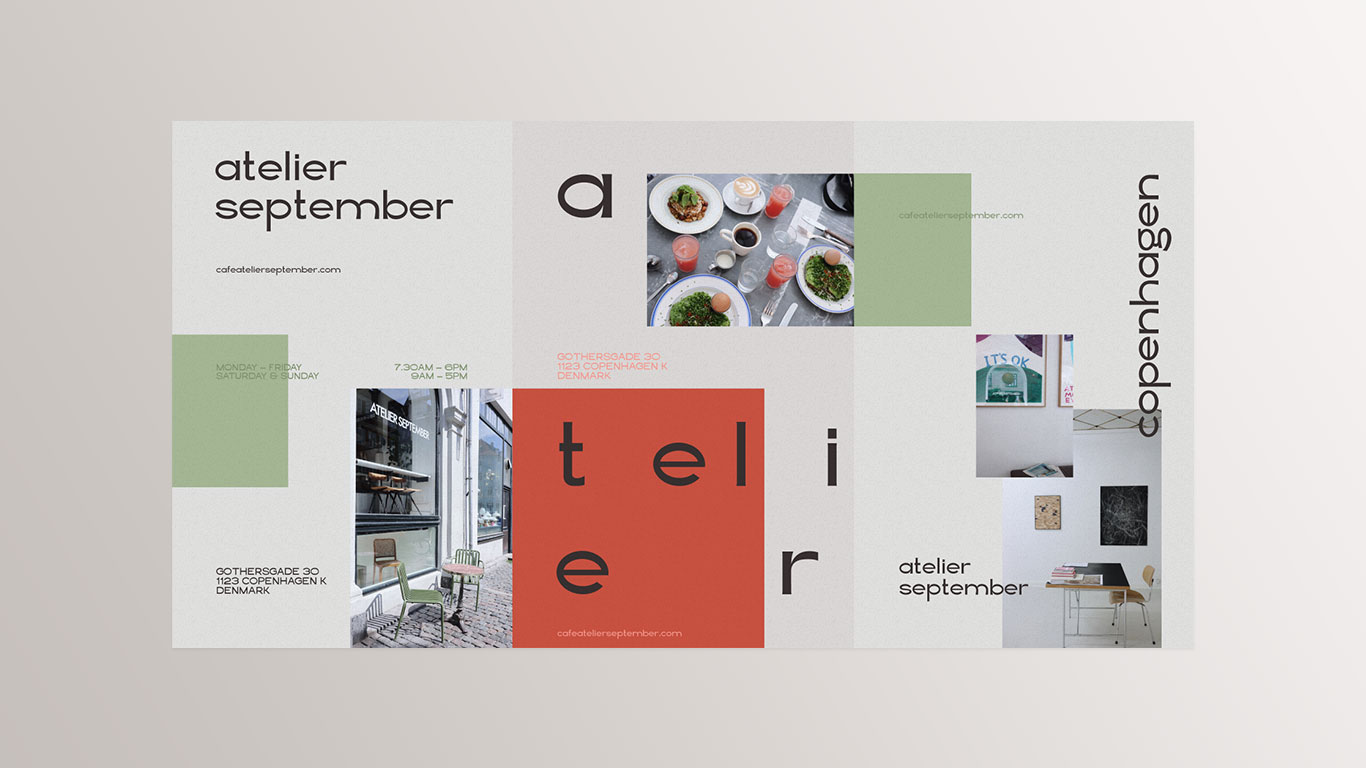 atelier
september
cafeatelierseptember.com
MONDAY – FRIDAY 7.30AM – 6PM
SATURDAY & SUNDAY 9AM – 5PM
ATELIER SEPTEMBER
GOTHERSGADE 30
1123 COPENHAGEN K
DENMARK
a
GOTHERSGADE 30
1123 COPENHAGEN K
DENMARK
t e l i
e r
cafeatelierseptember.com
cafeatelierseptember.com
copenhagen
IT'S OK
atelier
september